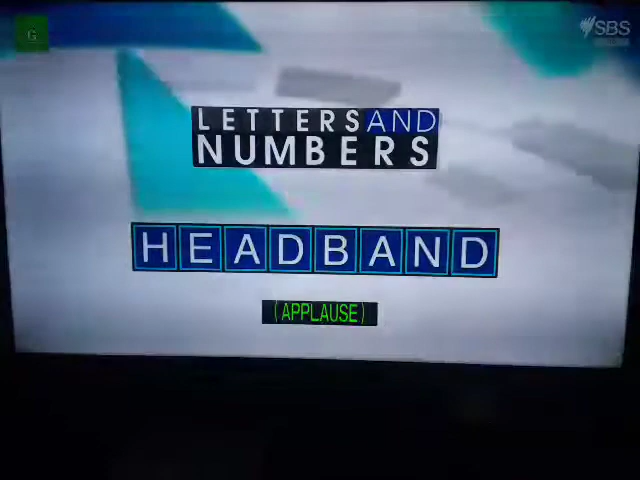 G
SBS
LETTERSAND
NUMBERS
HEADBAND
(APPLAUSE)